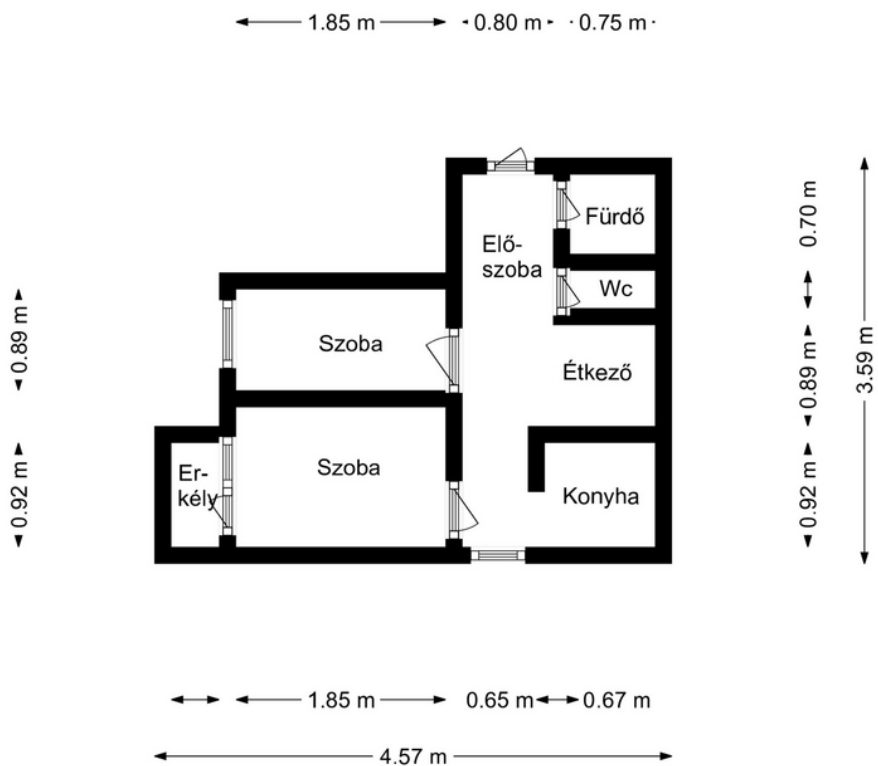 1.85 m
0.80 m
0.75 m
Fürdő
0.70 m
Elő-
szoba
Wc
0.89 m
Szoba
Étkező
0.89 m
3.59 m
Er-
kély
Szoba
Konyha
0.92 m
0.92 m
1.85 m
0.65 m
0.67 m
4.57 m